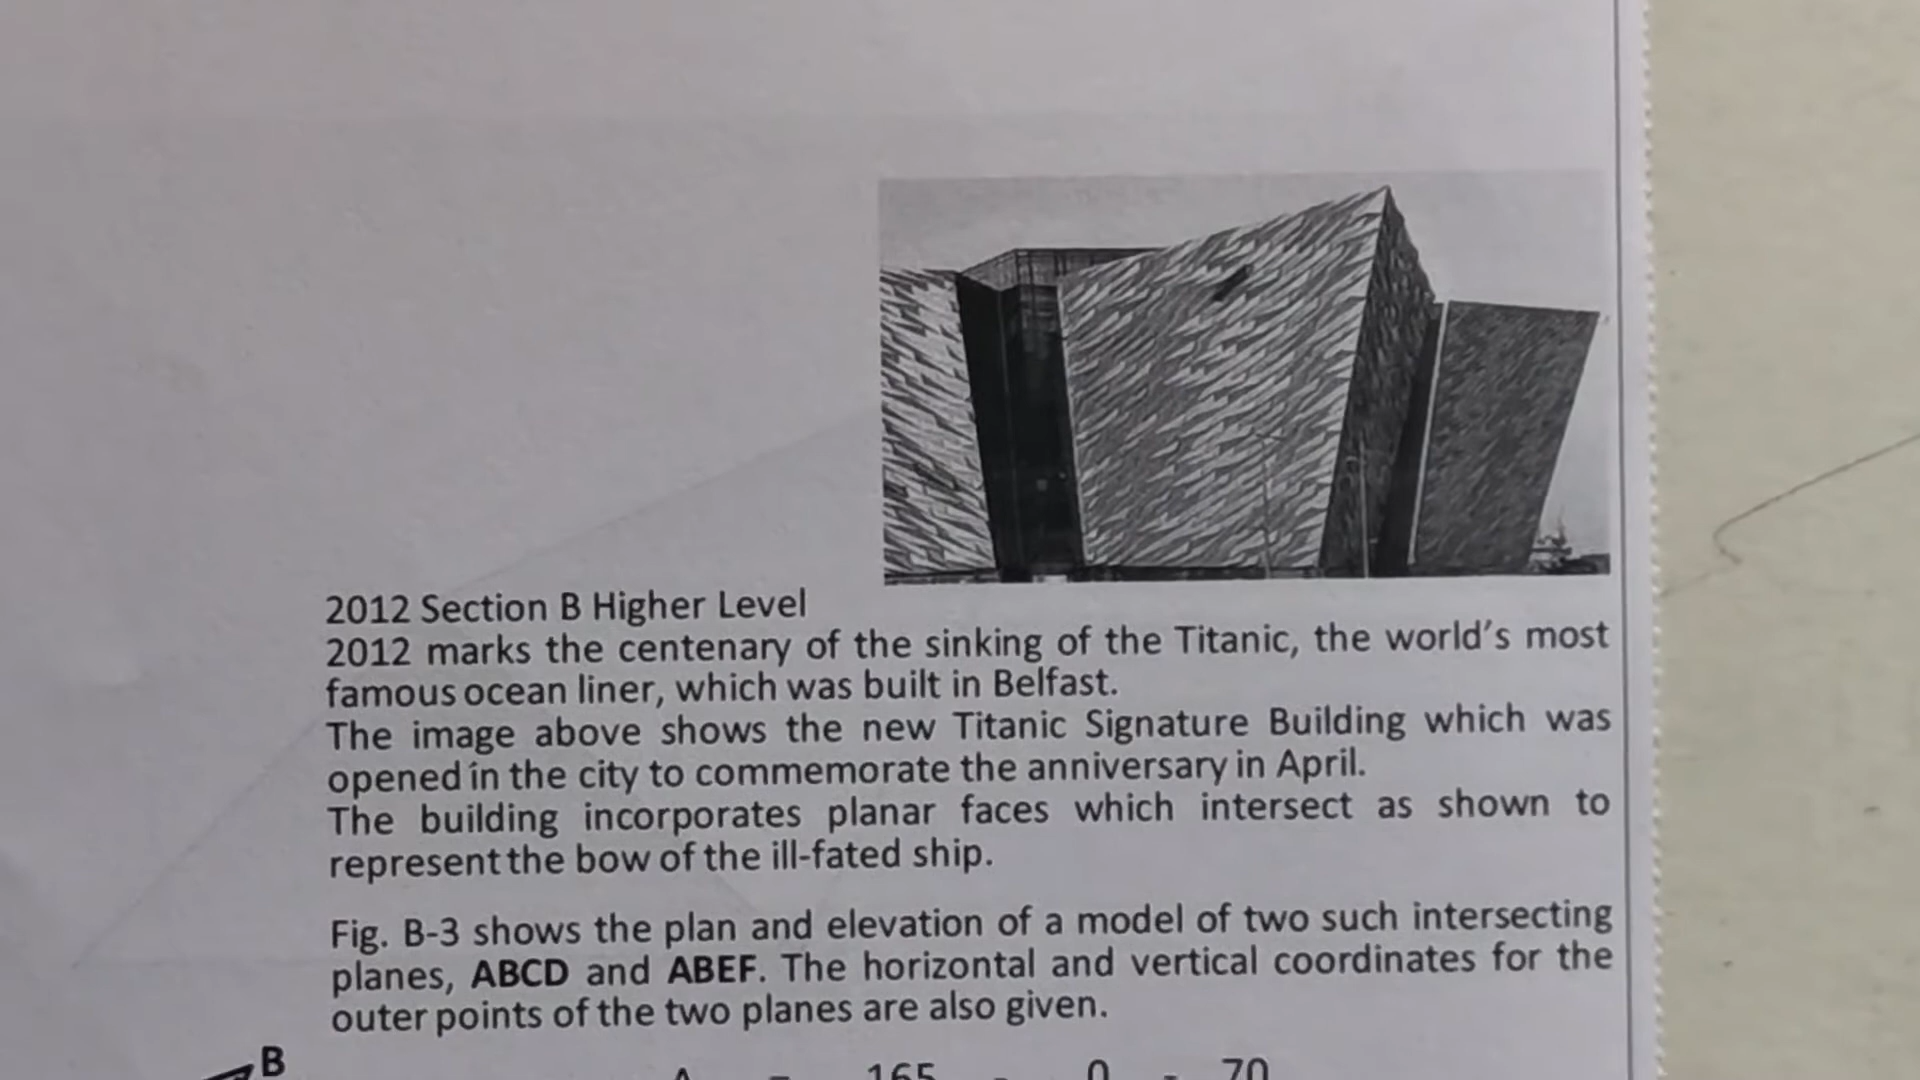 2012 Section B Higher Level
2012 marks the centenary of the sinking of the Titanic, the world's most
famous ocean liner, which was built in Belfast.
The image above shows the new Titanic Signature Building which was
opened in the city to commemorate the anniversary in April.
The building incorporates planar faces which intersect as shown to
represent the bow of the ill-fated ship.
Fig. B-3 shows the plan and elevation of a model of two such intersecting
planes, ABCD and ABEF. The horizontal and vertical coordinates for the
outer points of the two planes are also given.
B
A = 165 - 0 - 70